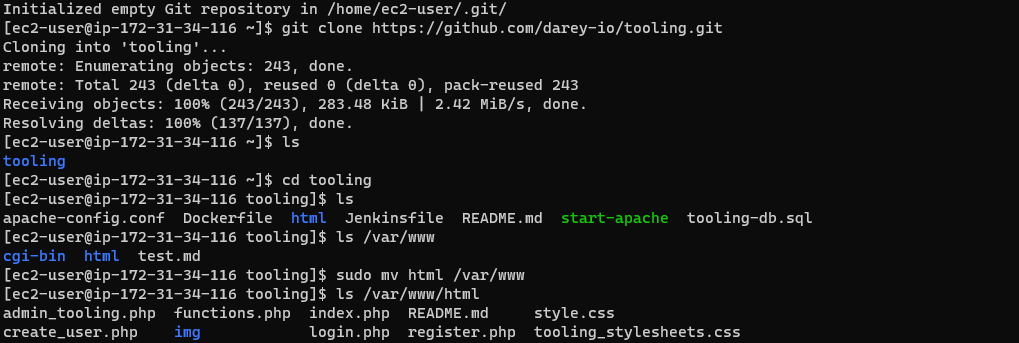 Initialized empty Git repository in /home/ec2-user/.git/
[ec2-user@ip-172-31-34-116 ~]$ git clone https://github.com/darey-io/tooling.git
Cloning into 'tooling'...
remote: Enumerating objects: 243, done.
remote: Total 243 (delta 0), reused 0 (delta 0), pack-reused 243
Receiving objects: 100% (243/243), 283.48 KiB | 2.42 MiB/s, done.
Resolving deltas: 100% (137/137), done.
[ec2-user@ip-172-31-34-116 ~]$ ls
tooling
[ec2-user@ip-172-31-34-116 ~]$ cd tooling
[ec2-user@ip-172-31-34-116 tooling]$ ls
apache-config.conf  Dockerfile  html  Jenkinsfile  README.md  start-apache  tooling-db.sql
[ec2-user@ip-172-31-34-116 tooling]$ ls /var/www
cgi-bin  html  test.md
[ec2-user@ip-172-31-34-116 tooling]$ sudo mv html /var/www
[ec2-user@ip-172-31-34-116 tooling]$ ls /var/www/html
admin_tooling.php  functions.php  index.php  README.md     style.css
create_user.php    img            login.php  register.php  tooling_stylesheets.css